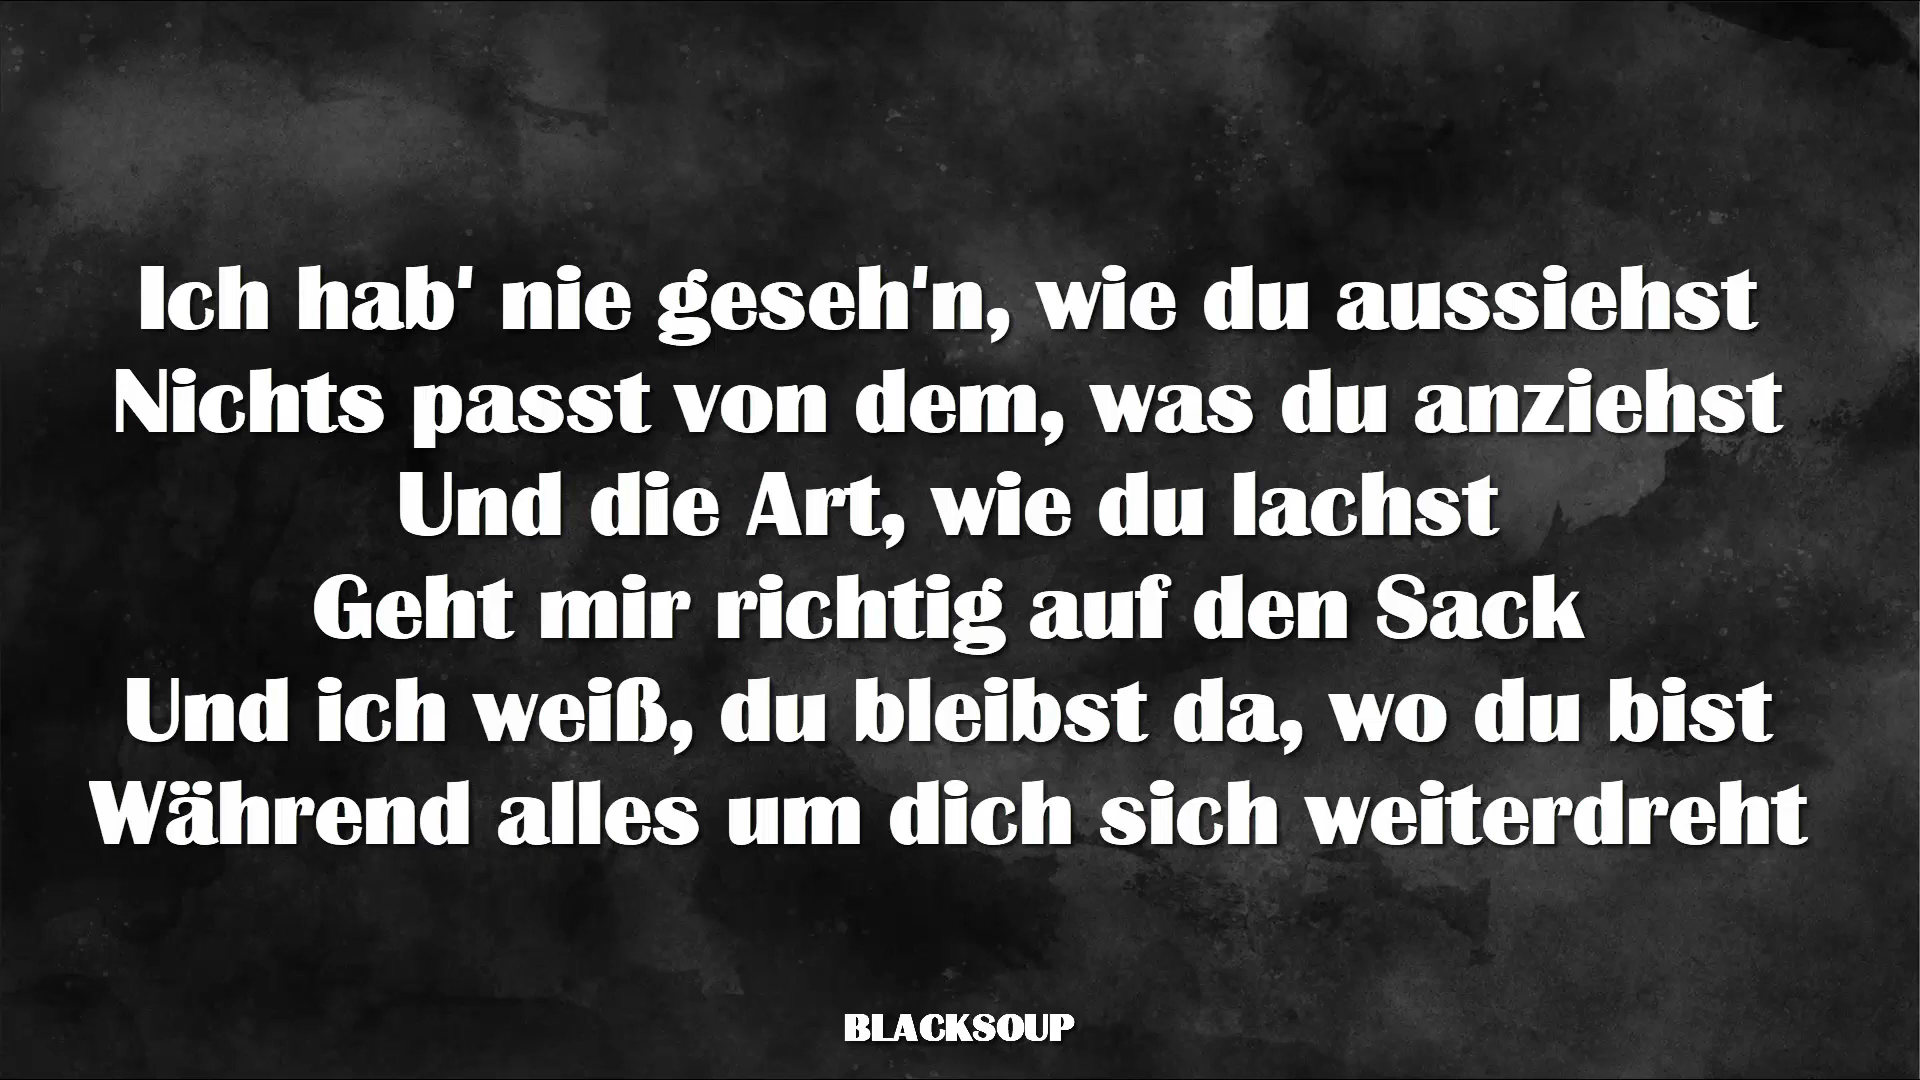 Ich hab' nie geseh'n, wie du aussiehst
Nichts passt von dem, was du anziehst
Und die Art, wie du lachst
Geht mir richtig auf den Sack
Und ich weiß, du bleibst da, wo du bist
Während alles um dich sich weiterdreht
BLACKSOUP